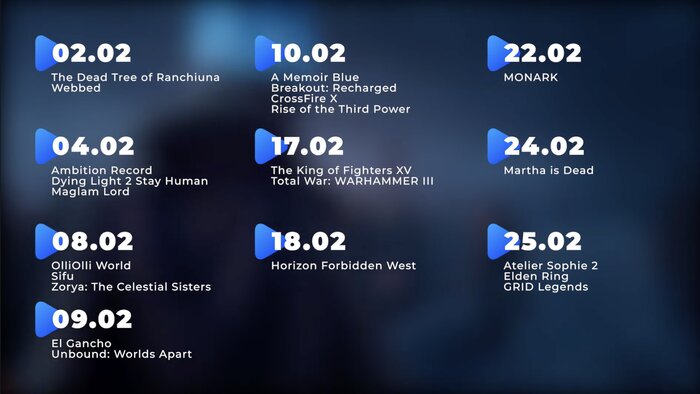 02.02
The Dead Tree of Ranchiuna
Webbed
04.02
Ambition Record
Dying Light 2 Stay Human
Maglam Lord
08.02
OlliOlli World
Sifu
Zorya: The Celestial Sisters
09.02
El Gancho
Unbound: Worlds Apart
10.02
A Memoir Blue
Breakout: Recharged
CrossFire X
Rise of the Third Power
17.02
The King of Fighters XV
Total War: WARHAMMER III
18.02
Horizon Forbidden West
22.02
MONARK
24.02
Martha is Dead
25.02
Atelier Sophie 2
Elden Ring
GRID Legends